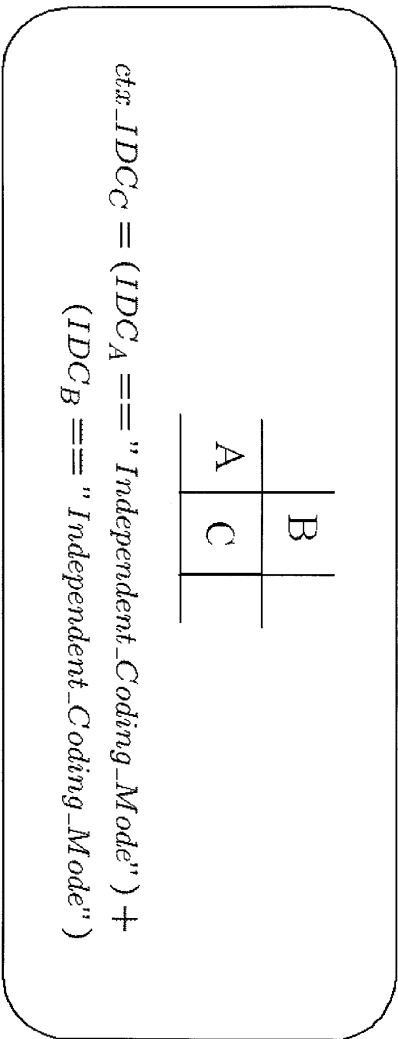 B
A C
ctx_IDC_C = (IDC_A == "Independent_Coding_Mode") +
(IDC_B == "Independent_Coding_Mode")